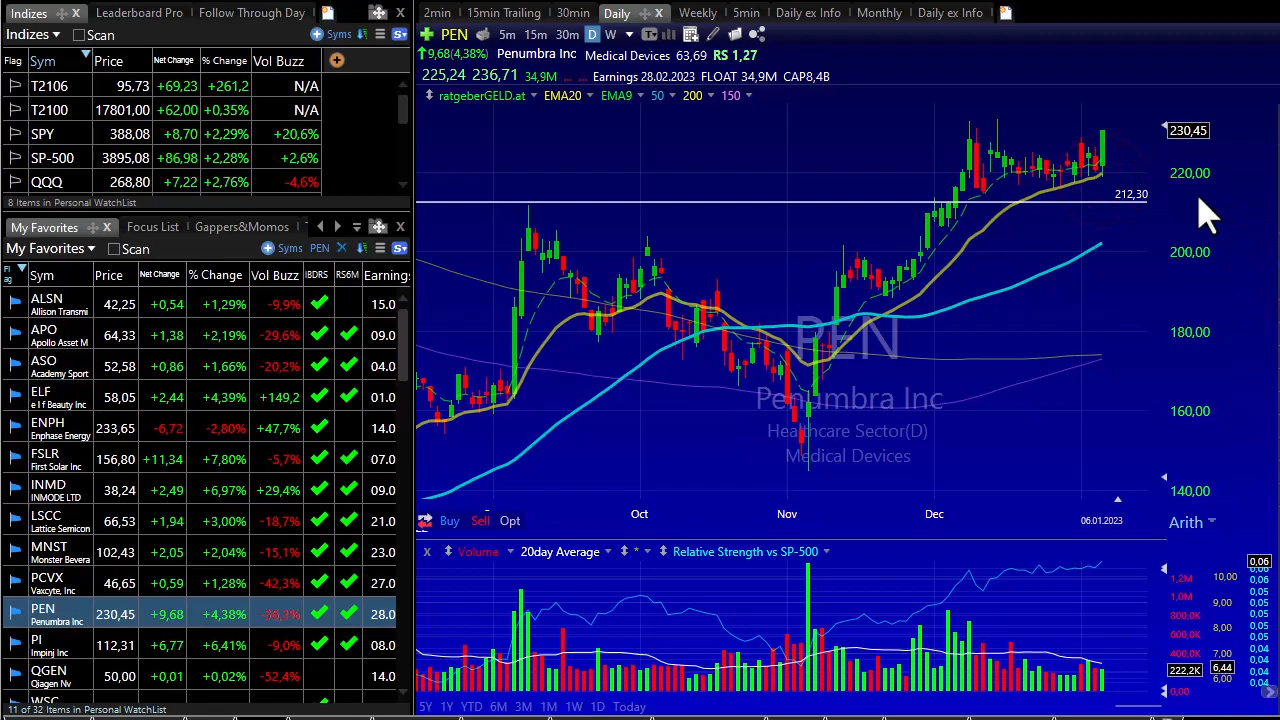 Indizes
Leaderboard Pro
Follow Through Day
Indizes
Scan
Syms
Flag Sym Price Net Change % Change Vol Buzz
T2106 95,73 +69,23 +261,2 N/A
T2100 17801,00 +62,00 +0,35% N/A
SPY 388,08 +8,70 +2,29% +20,6%
SP-500 3895,08 +86,98 +2,28% +2,6%
QQQ 268,80 +7,22 +2,76% -4,6%
8 Items in Personal WatchList
My Favorites
Focus List
Gappers&Momos
My Favorites
Scan
Syms PEN
Flag Sym Price Net Change % Change Vol Buzz IBDRS RS6M Earning:
ALSN 42,25 +0,54 +1,29% -9,9% 15.0
Allison Transmi
APO 64,33 +1,38 +2,19% -29,6% 09.0
Apollo Asset M
ASO 52,58 +0,86 +1,66% -20,2% 04.0
Academy Sport
ELF 58,05 +2,44 +4,39% +149,2 01.0
e l f Beauty Inc
ENPH 233,65 -6,72 -2,80% +47,7% 14.0
Enphase Energy
FSLR 156,80 +11,34 +7,80% -5,7% 07.0
First Solar Inc
INMD 38,24 +2,49 +6,97% +29,4% 09.0
INMODE LTD
LSCC 66,53 +1,94 +3,00% -18,7% 21.0
Lattice Semicon
MNST 102,43 +2,05 +2,04% -15,1% 23.0
Monster Bevera
PCVX 46,65 +0,59 +1,28% -42,3% 27.0
Vaxcyte, Inc
PEN 230,45 +9,68 +4,38% -36,3% 28.0
Penumbra Inc
PI 112,31 +6,77 +6,41% -9,0% 08.0
Impinj Inc
QGEN 50,00 +0,01 +0,02% -52,4% 14.0
Qiagen Nv
WSC
11 of 32 Items in Personal WatchList
2min 15min Trailing 30min Daily Weekly 5min Daily ex Info Monthly Daily ex Info
PEN 5m 15m 30m D W
9,68(4,38%) Penumbra Inc Medical Devices 63,69 RS 1,27
225,24 236,71 34,9M Earnings 28.02.2023 FLOAT 34,9M CAP8,4B
ratgeberGELD.at EMA20 EMA9 50 200 150
230,45
220,00
212,30
200,00
180,00
160,00
140,00
PEN
Penumbra Inc
Healthcare Sector(D)
Medical Devices
Oct Nov Dec
06.01.2023
Buy Sell Opt
Arith
X Volume 20day Average * Relative Strength vs SP-500
0,06
1,2M 10,00 0,06
1,0M 0,05
800,0K 9,00 0,05
600,0K 8,00 0,05
400,0K 7,00 0,04
222,2K 6,44 0,04
0,00 6,00 0,04
5Y 1Y YTD 6M 3M 1M 1W 1D Today